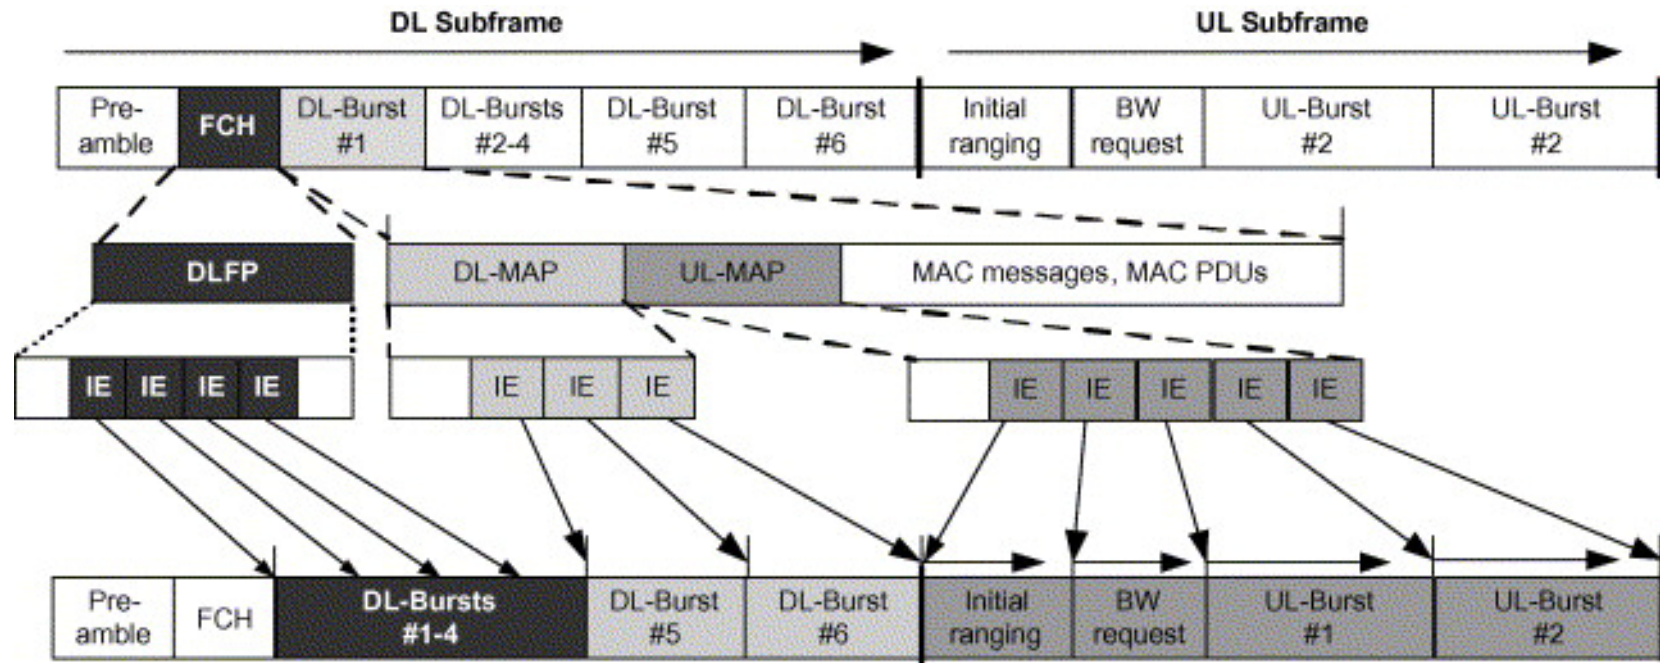 DL Subframe
UL Subframe
Pre-
amble
FCH
DL-Burst
#1
DL-Bursts
#2-4
DL-Burst
#5
DL-Burst
#6
Initial
ranging
BW
request
UL-Burst
#2
UL-Burst
#2
DLFP
DL-MAP
UL-MAP
MAC messages, MAC PDUs
IE
IE
IE
IE
IE
IE
IE
IE
IE
IE
IE
IE
Pre-
amble
FCH
DL-Bursts
#1-4
DL-Burst
#5
DL-Burst
#6
Initial
ranging
BW
request
UL-Burst
#1
UL-Burst
#2